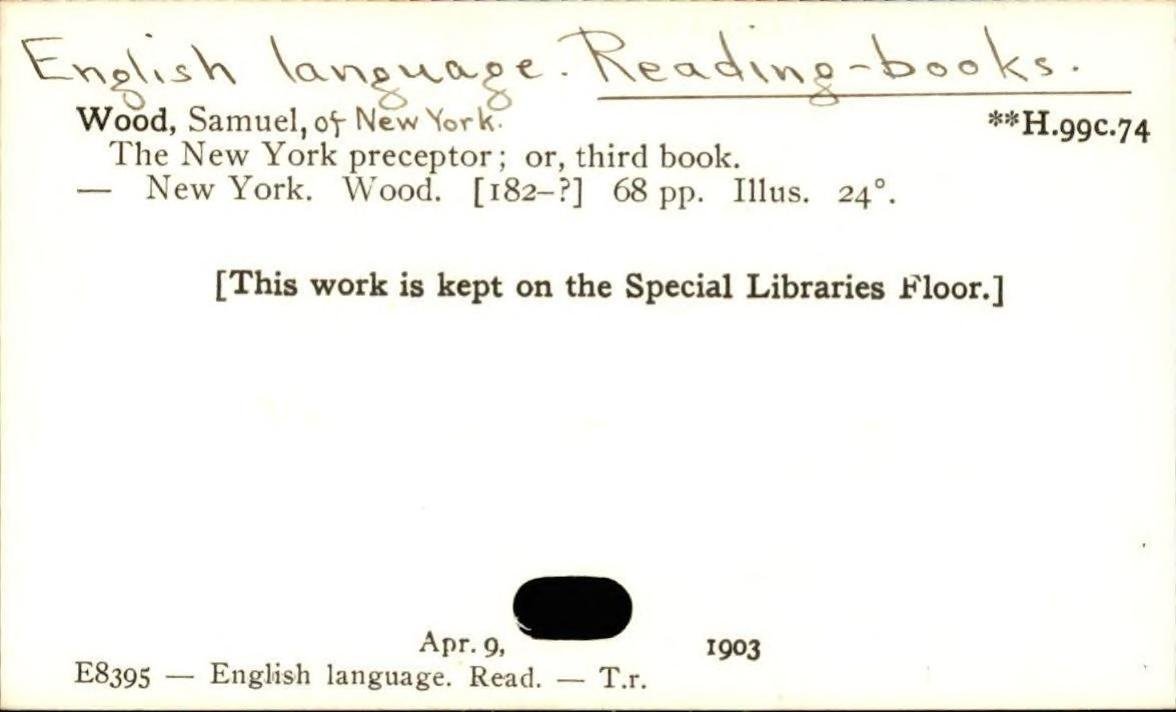 English language. Reading-books.
Wood, Samuel, of New York. **H.99c.74
The New York preceptor; or, third book.
— New York. Wood. [182–?] 68 pp. Illus. 24°.
[This work is kept on the Special Libraries Floor.]
Apr. 9, 1903
E8395 — English language. Read. — T.r.